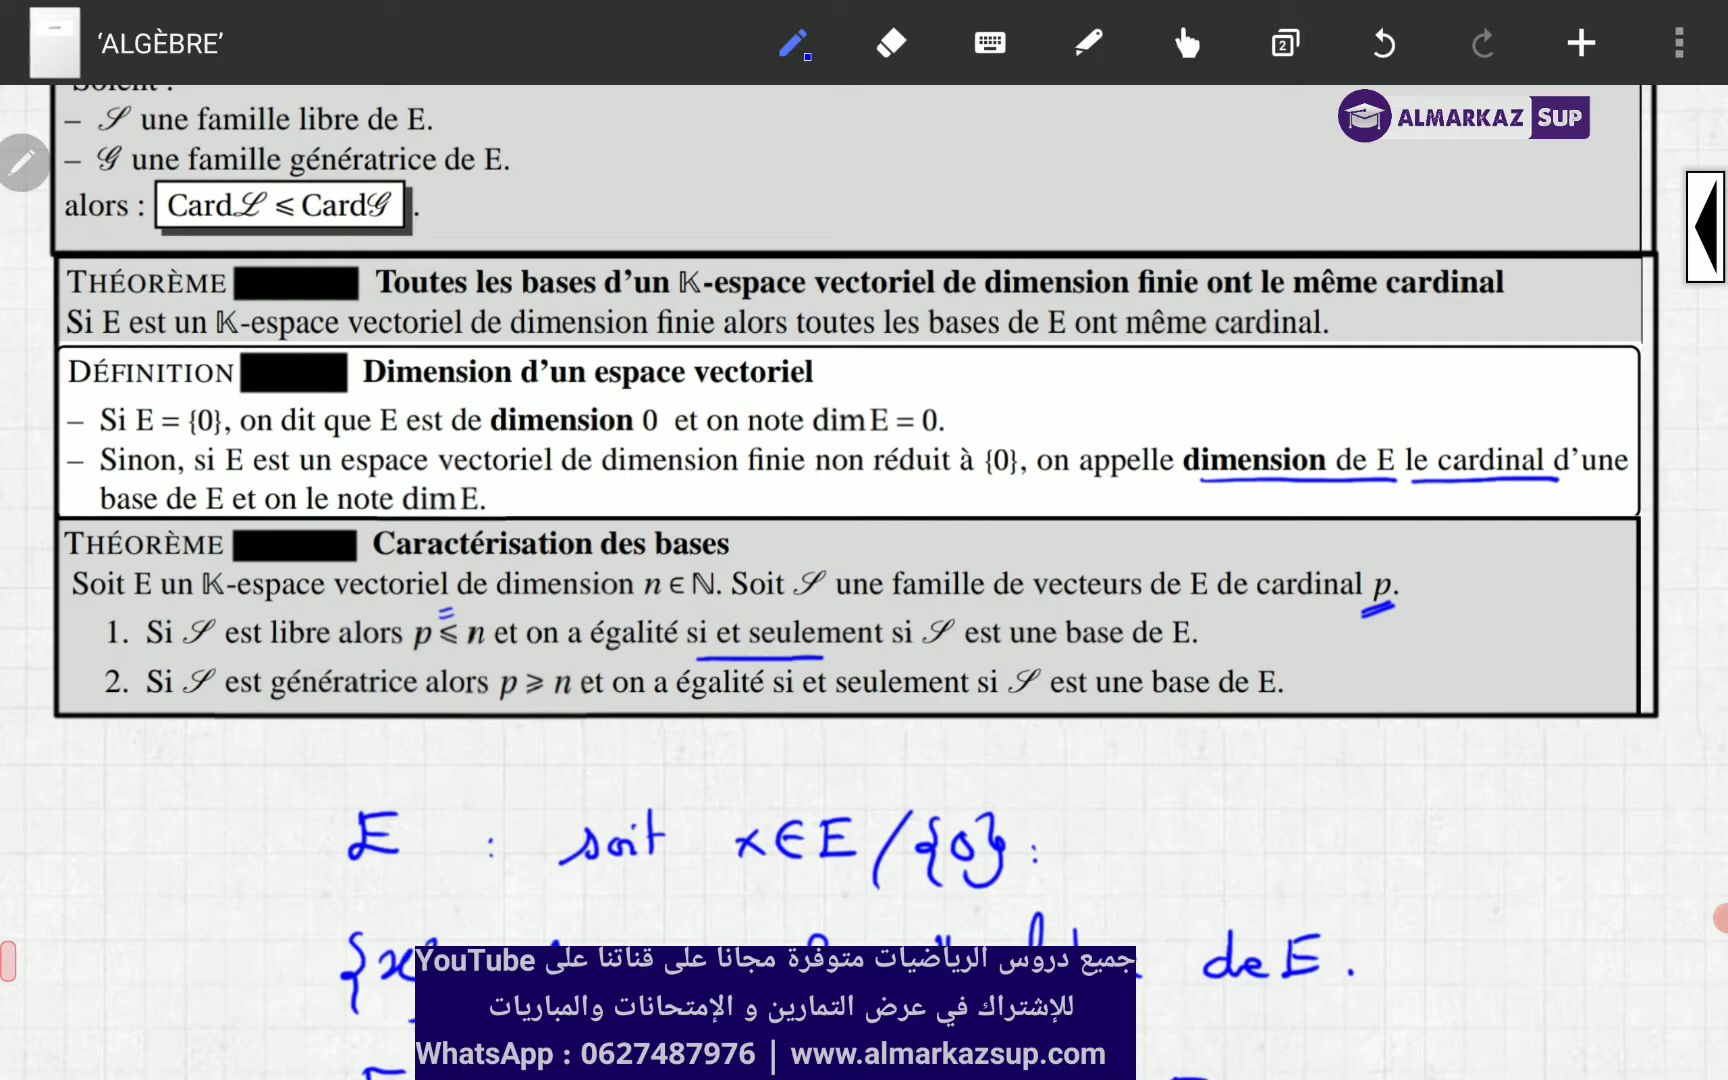 ‘ALGÈBRE’
2
Soient :
ALMARKAZ SUP
– 𝒮 une famille libre de E.
– 𝒢 une famille génératrice de E.
alors : Card ℒ ⩽ Card 𝒢 .
THÉORÈME Toutes les bases d’un 𝕂-espace vectoriel de dimension finie ont le même cardinal
Si E est un 𝕂-espace vectoriel de dimension finie alors toutes les bases de E ont même cardinal.
DÉFINITION Dimension d’un espace vectoriel
– Si E = {0}, on dit que E est de dimension 0 et on note dim E = 0.
– Sinon, si E est un espace vectoriel de dimension finie non réduit à {0}, on appelle dimension de E le cardinal d’une
base de E et on le note dim E.
THÉORÈME Caractérisation des bases
Soit E un 𝕂-espace vectoriel de dimension n ∈ ℕ. Soit 𝒮 une famille de vecteurs de E de cardinal p.
=
1. Si 𝒮 est libre alors p ⩽ n et on a égalité si et seulement si 𝒮 est une base de E.
2. Si 𝒮 est génératrice alors p ⩾ n et on a égalité si et seulement si 𝒮 est une base de E.
E : soit x ∈ E / {0} :
{x de E .
جميع دروس الرياضيات متوفرة مجانا على قناتنا على YouTube
للإشتراك في عرض التمارين و الإمتحانات والمباريات
WhatsApp : 0627487976 | www.almarkazsup.com